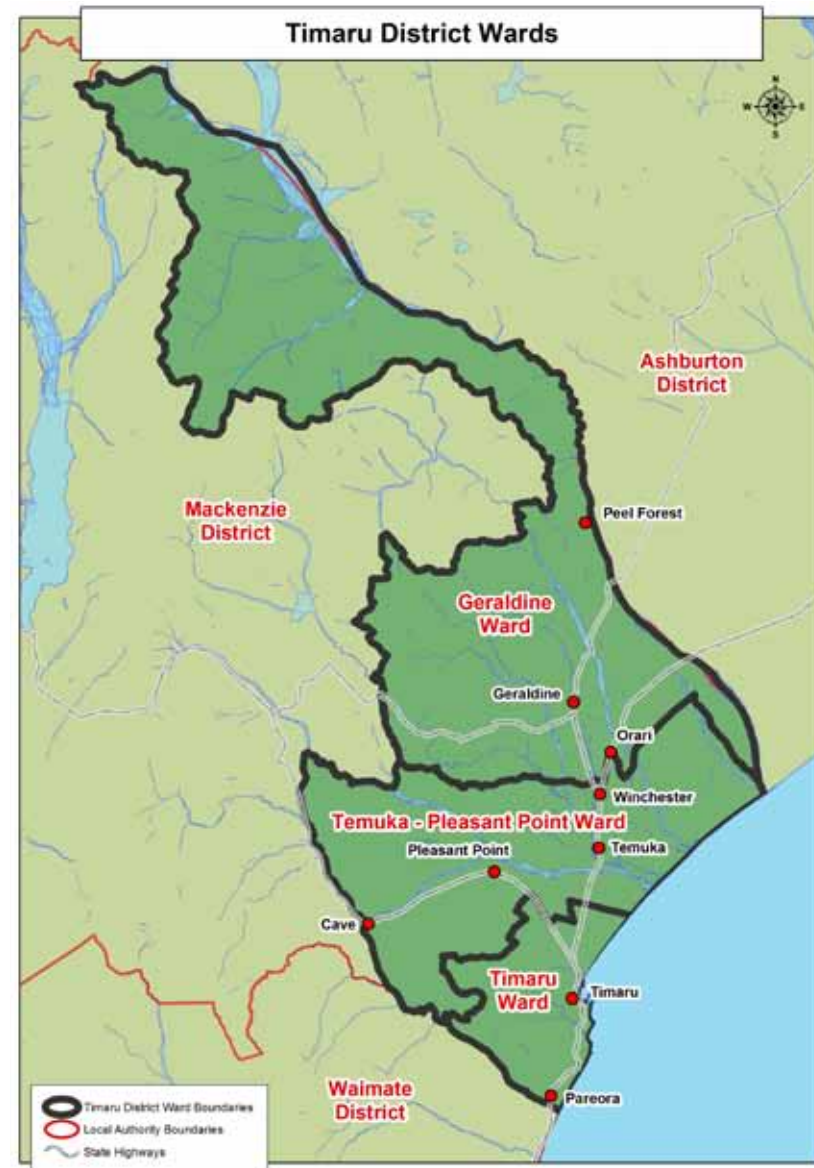 Timaru District Wards
N
W
E
S
Ashburton
District
Mackenzie
District
Peel Forest
Geraldine
Ward
Geraldine
Orari
Winchester
Temuka - Pleasant Point Ward
Pleasant Point
Temuka
Cave
Timaru
Ward
Timaru
Waimate
District
Pareora
Timaru District Ward Boundaries
Local Authority Boundaries
State Highways